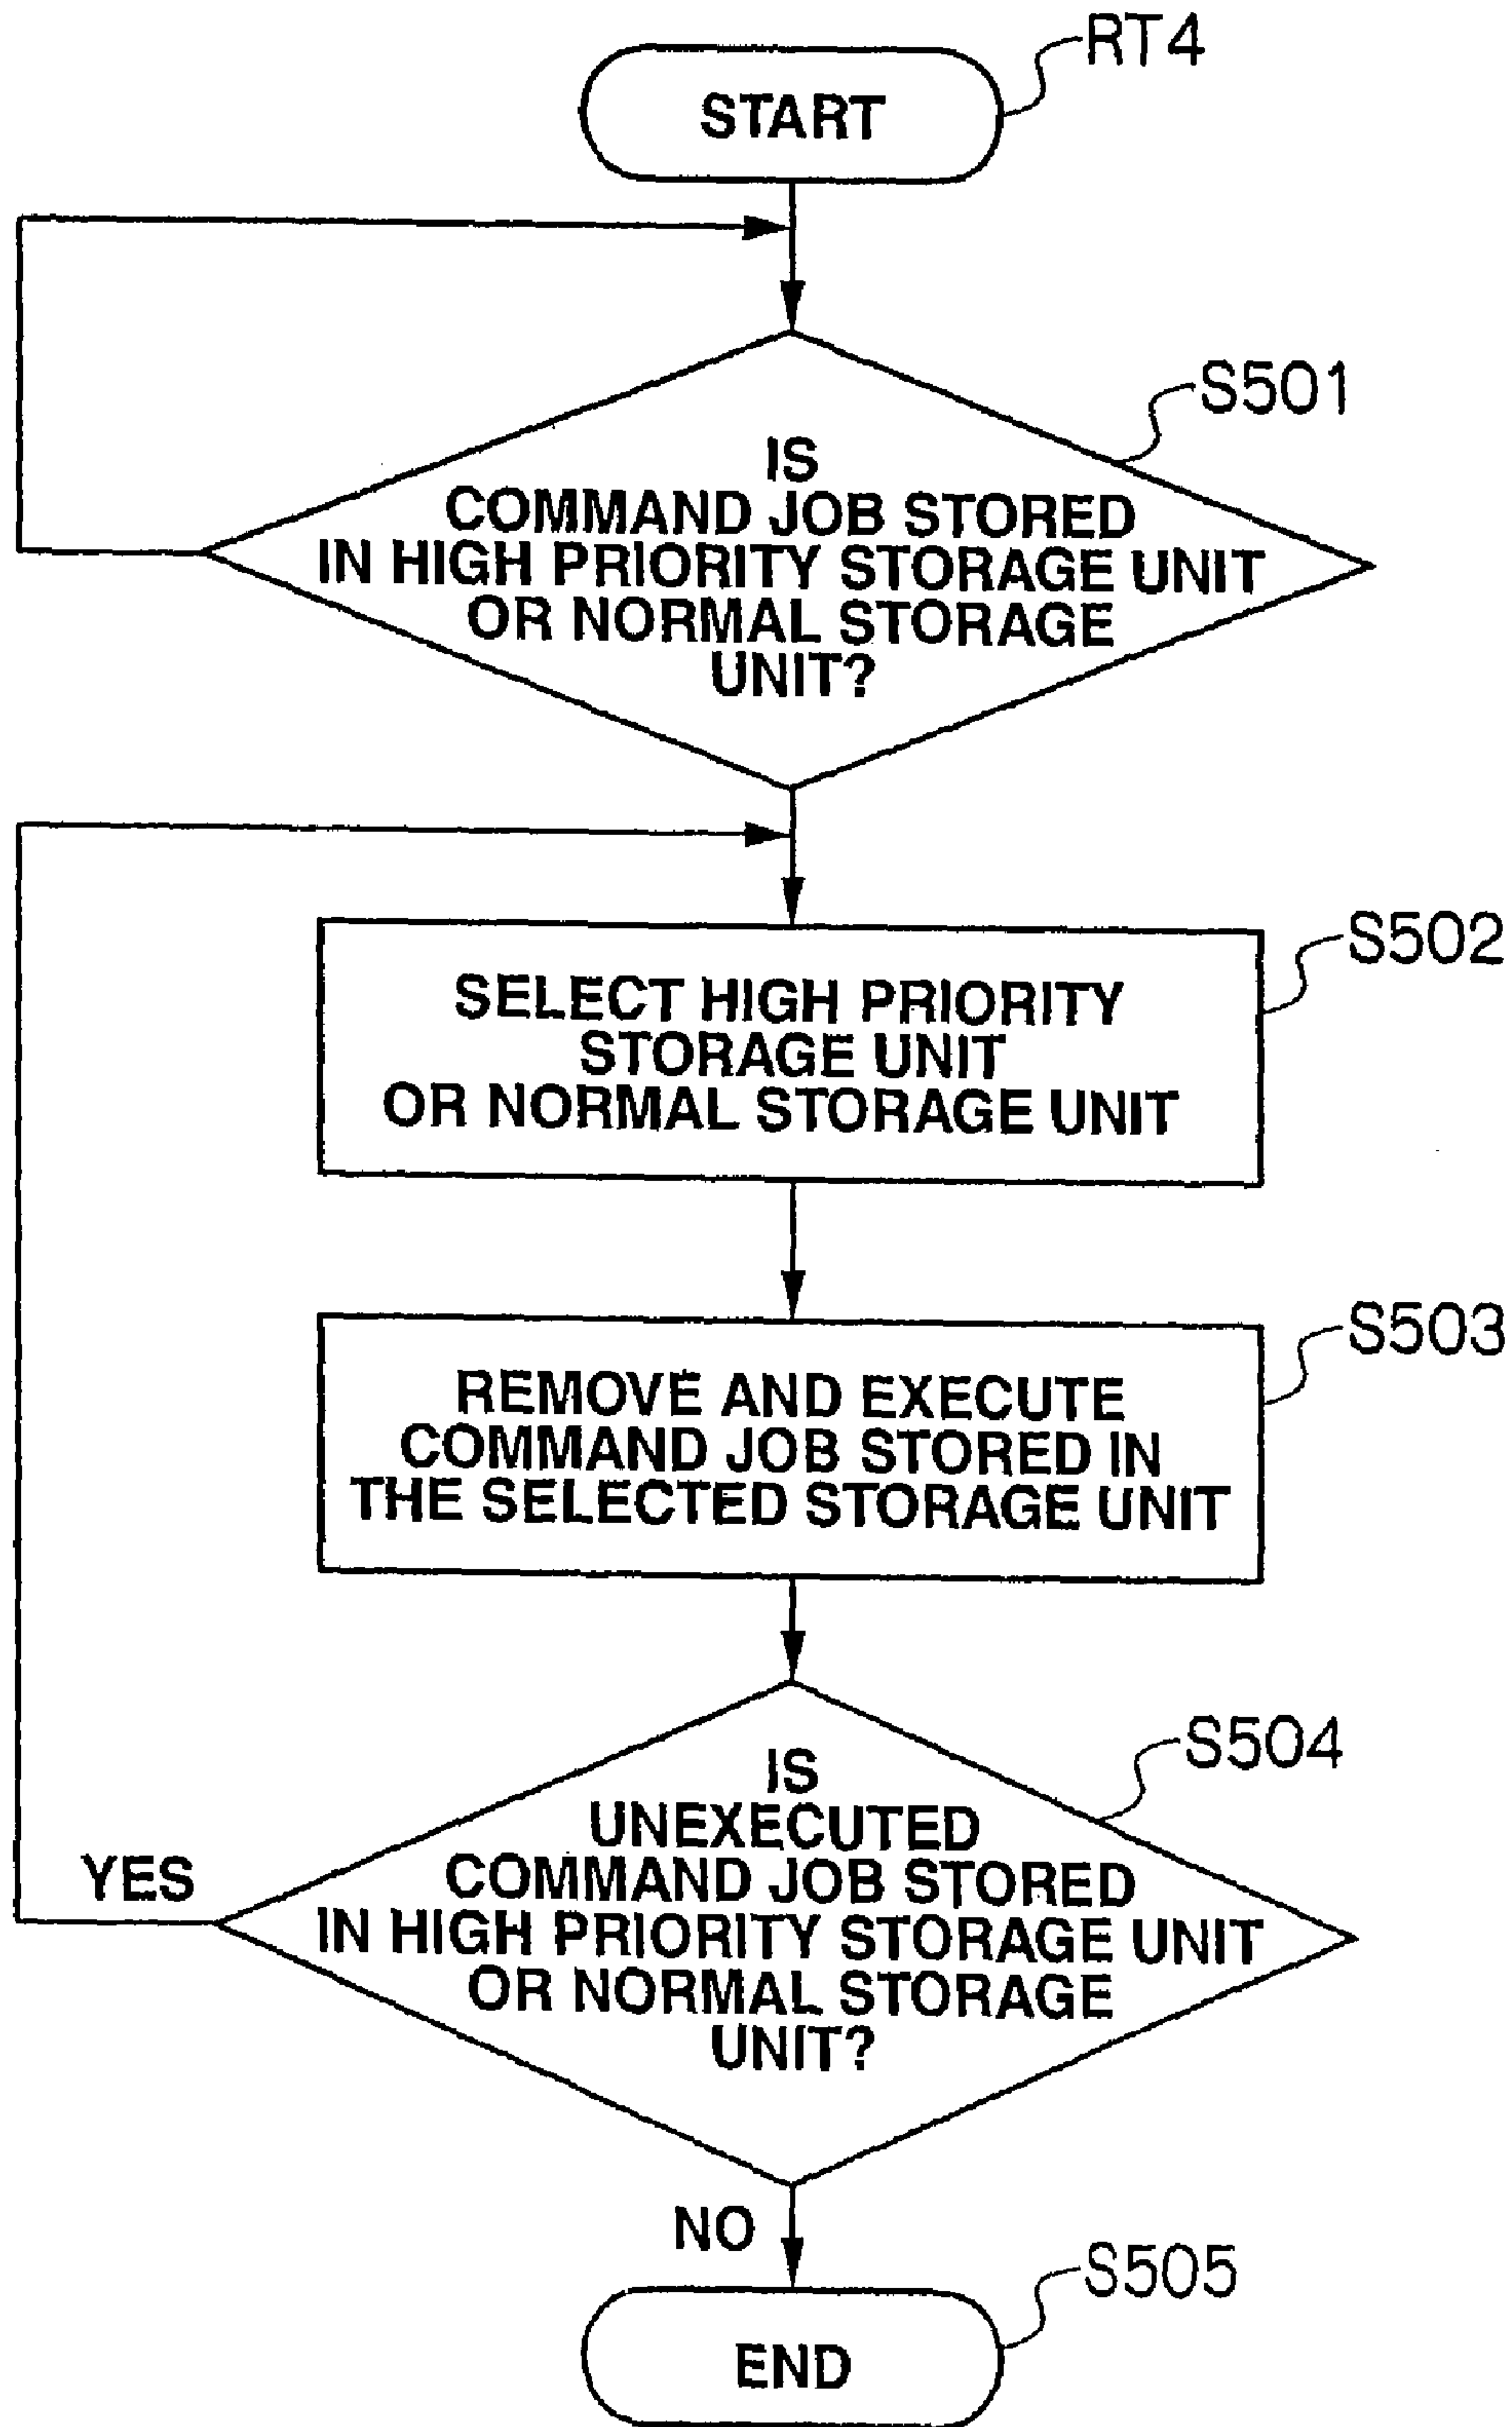 RT4
START
S501
IS
COMMAND JOB STORED
IN HIGH PRIORITY STORAGE UNIT
OR NORMAL STORAGE
UNIT?
S502
SELECT HIGH PRIORITY
STORAGE UNIT
OR NORMAL STORAGE UNIT
S503
REMOVE AND EXECUTE
COMMAND JOB STORED IN
THE SELECTED STORAGE UNIT
S504
IS
UNEXECUTED
COMMAND JOB STORED
IN HIGH PRIORITY STORAGE UNIT
OR NORMAL STORAGE
UNIT?
YES
NO
S505
END